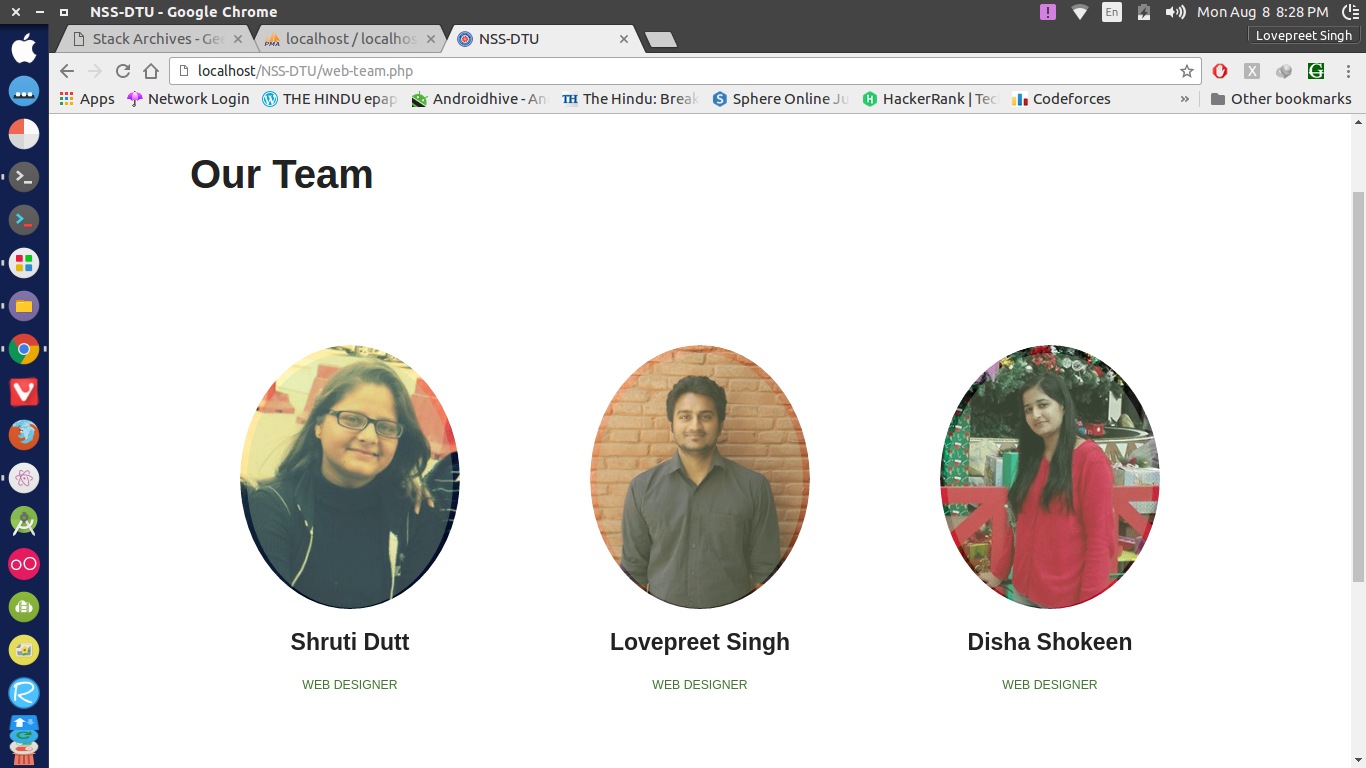 NSS-DTU - Google Chrome
En
Mon Aug 8 8:28 PM
Stack Archives - Gee
PMA
localhost / localhos
NSS-DTU
Lovepreet Singh
localhost/NSS-DTU/web-team.php
Apps
Network Login
THE HINDU epap
Androidhive - An
TH
The Hindu: Break
Sphere Online Ju
HackerRank | Tec
Codeforces
»
Other bookmarks
Our Team
Shruti Dutt
Lovepreet Singh
Disha Shokeen
WEB DESIGNER
WEB DESIGNER
WEB DESIGNER